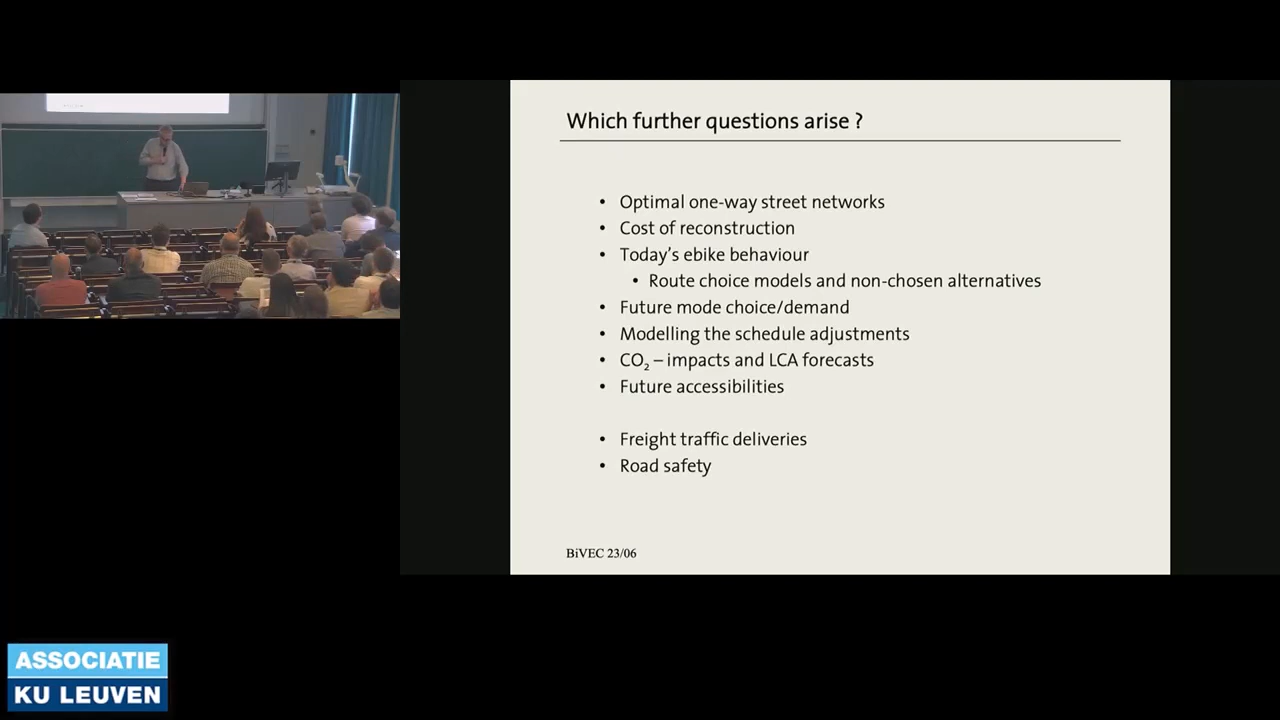 Which further questions arise ?
• Optimal one-way street networks
• Cost of reconstruction
• Today's ebike behaviour
• Route choice models and non-chosen alternatives
• Future mode choice/demand
• Modelling the schedule adjustments
• CO₂ – impacts and LCA forecasts
• Future accessibilities
• Freight traffic deliveries
• Road safety
BiVEC 23/06
ASSOCIATIE
KU LEUVEN